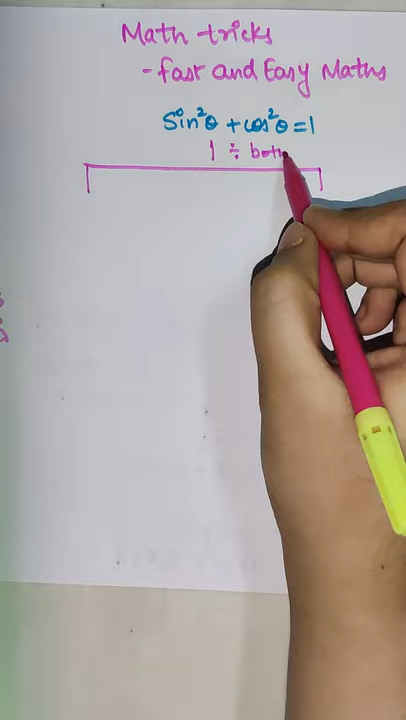 Math tricks
- Fast and Easy Maths
Sin²θ + cos²θ = 1
1 ÷ both